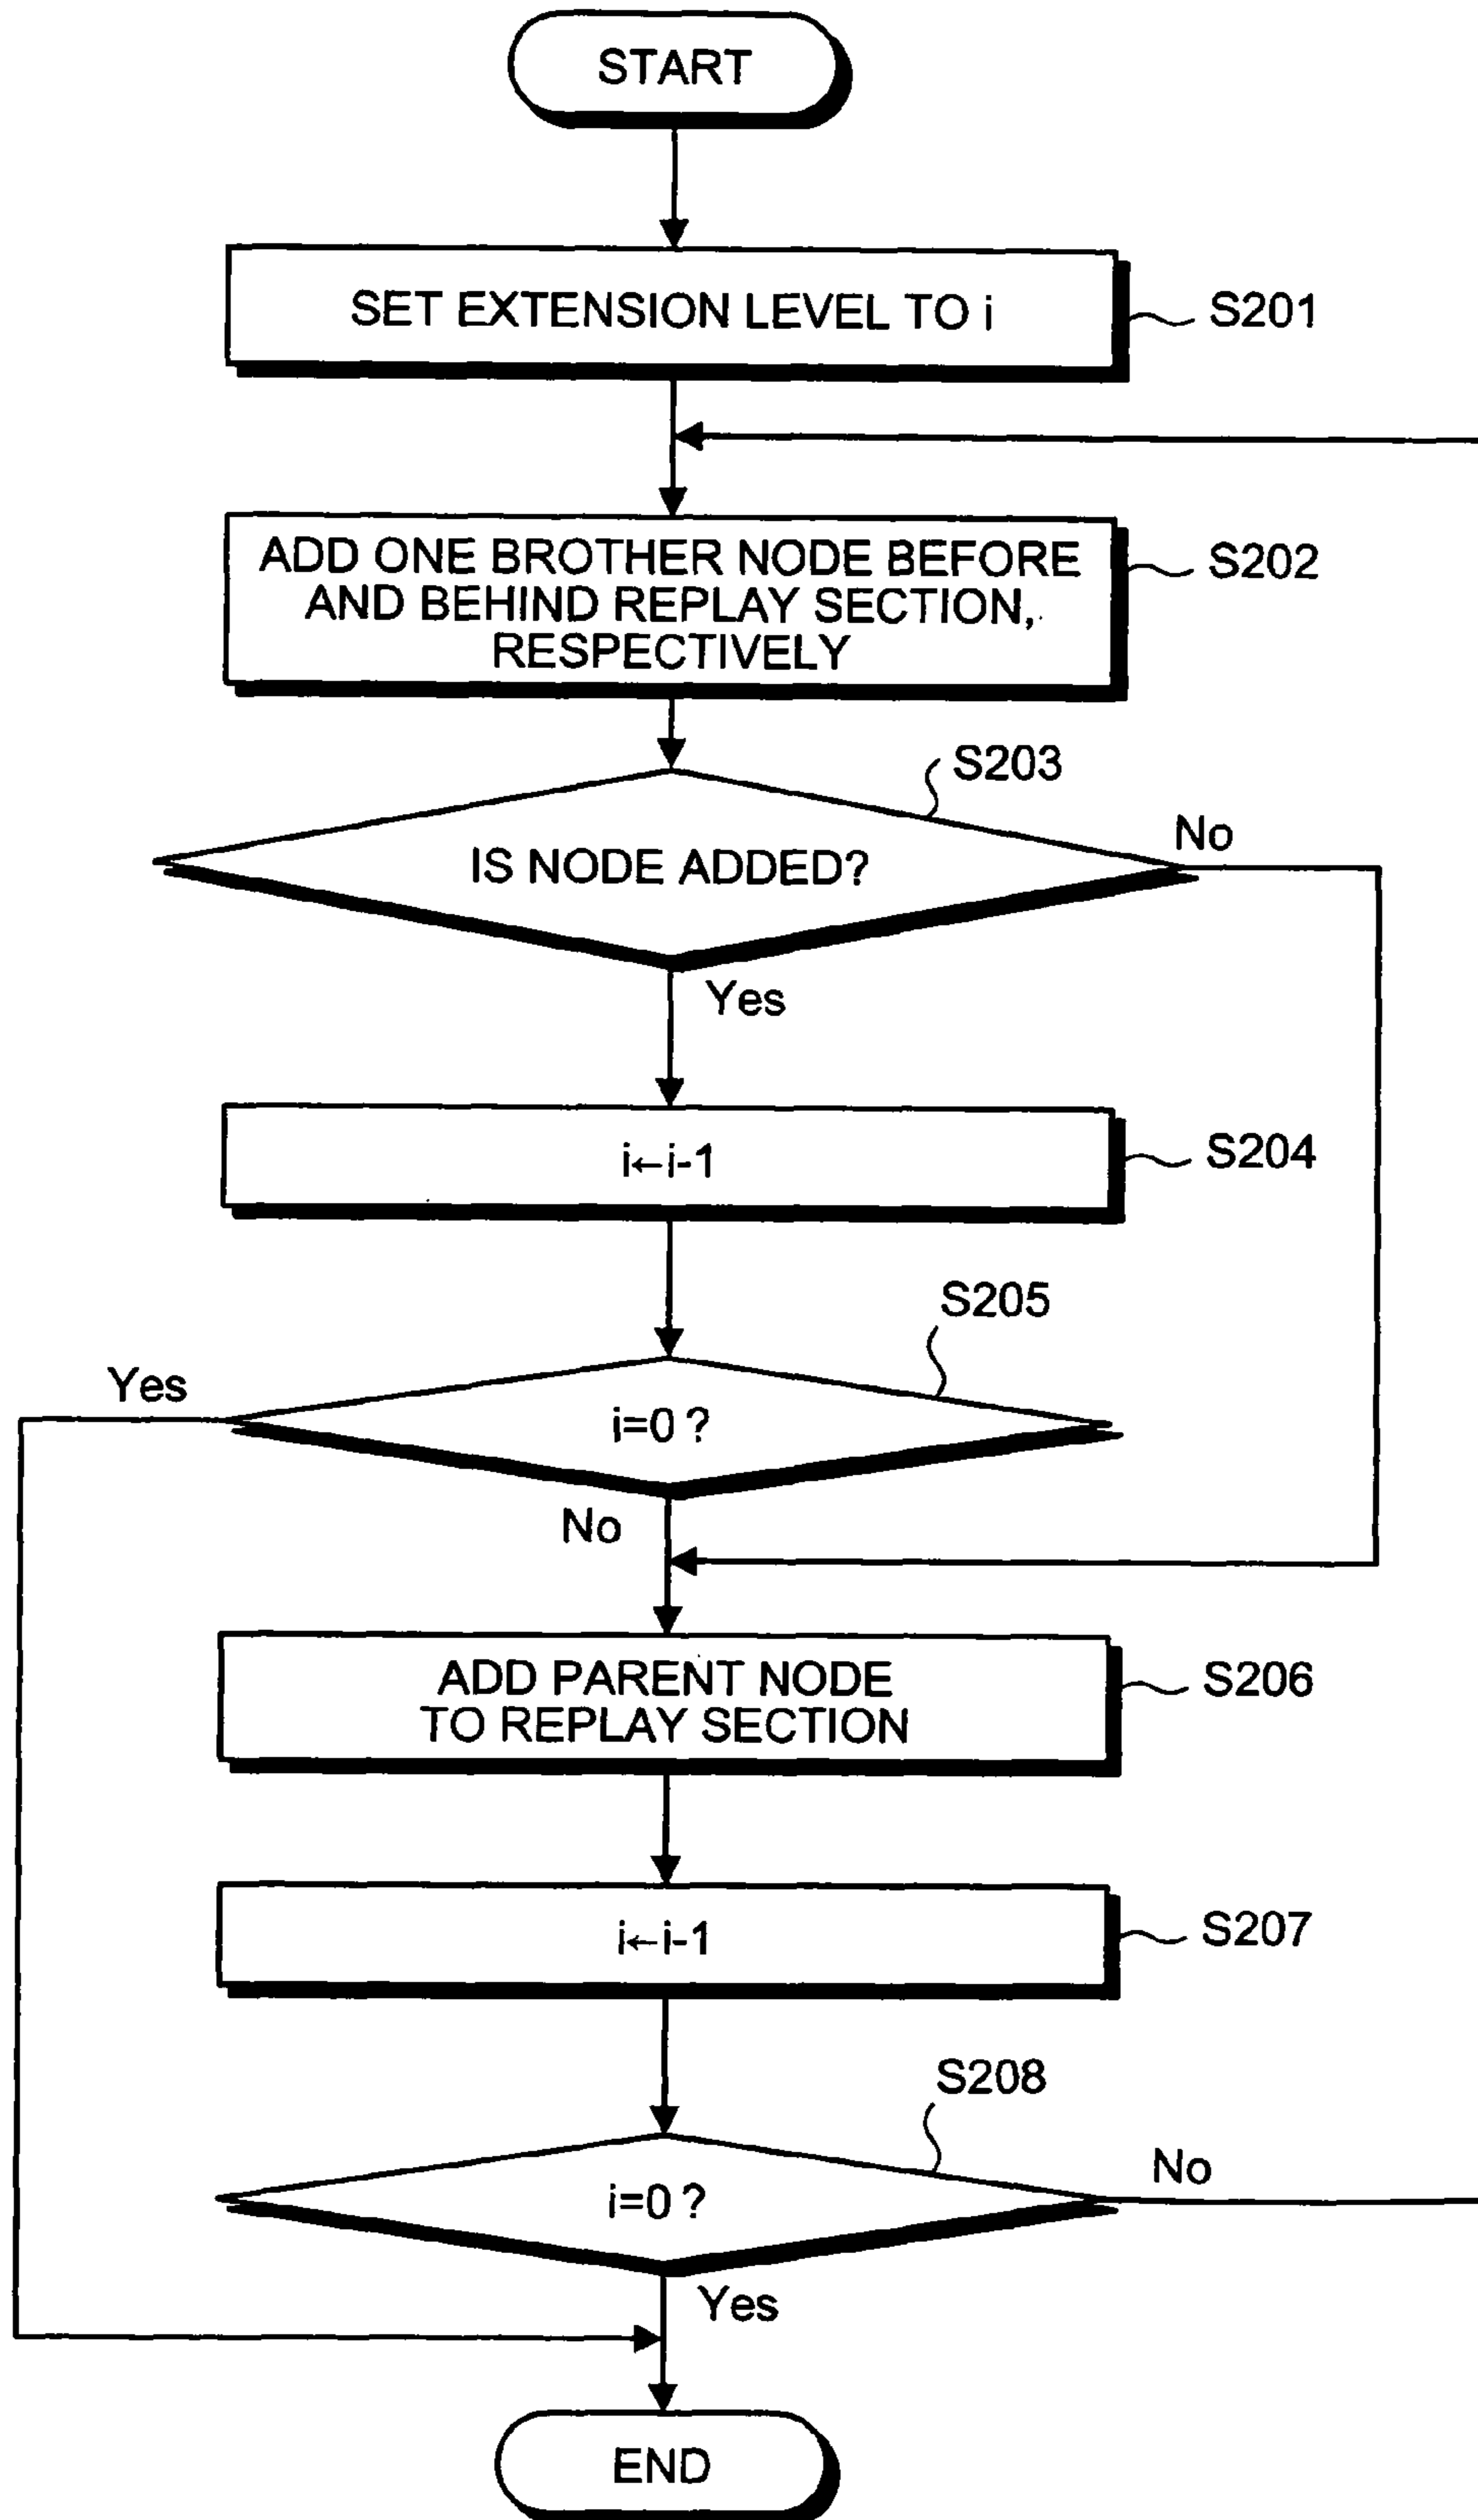 START
SET EXTENSION LEVEL TO i
S201
ADD ONE BROTHER NODE BEFORE
AND BEHIND REPLAY SECTION,
RESPECTIVELY
S202
S203
IS NODE ADDED?
No
Yes
i←i-1
S204
S205
Yes
i=0 ?
No
ADD PARENT NODE
TO REPLAY SECTION
S206
i←i-1
S207
S208
i=0 ?
No
Yes
END